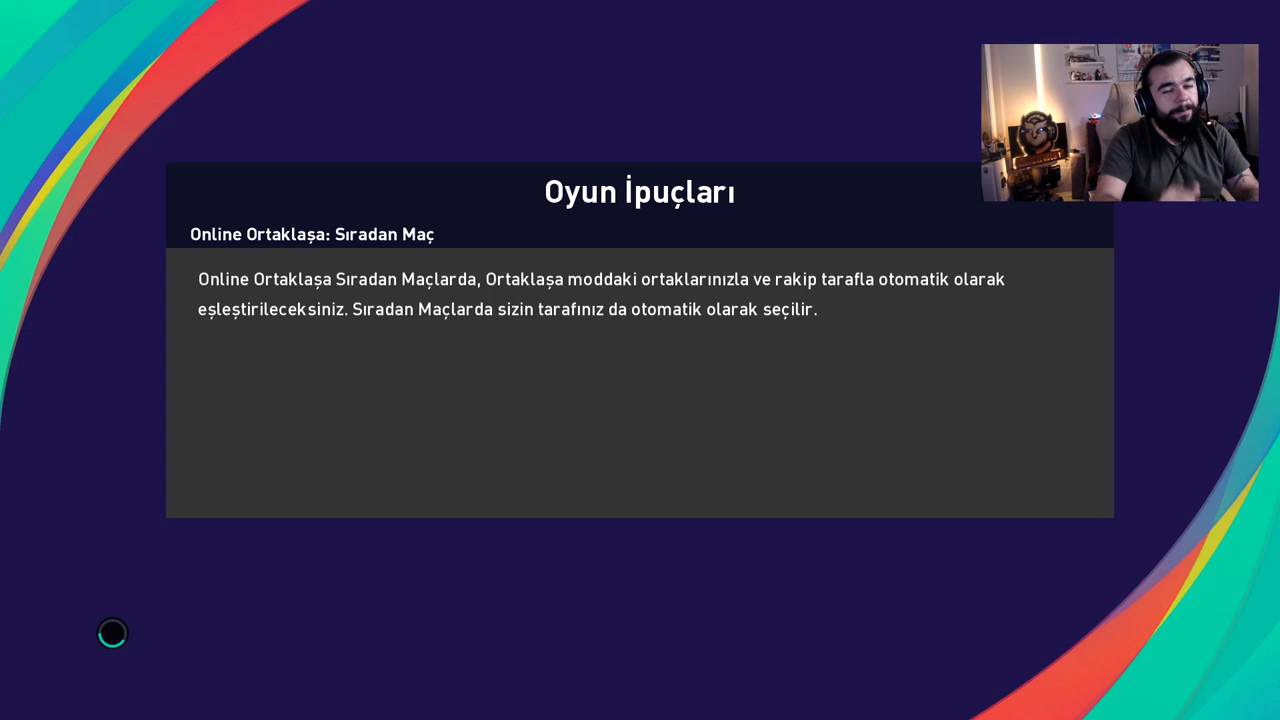 Oyun İpuçları
Online Ortaklaşa: Sıradan Maç
Online Ortaklaşa Sıradan Maçlarda, Ortaklaşa moddaki ortaklarınızla ve rakip tarafla otomatik olarak
eşleştirileceksiniz. Sıradan Maçlarda sizin tarafınız da otomatik olarak seçilir.